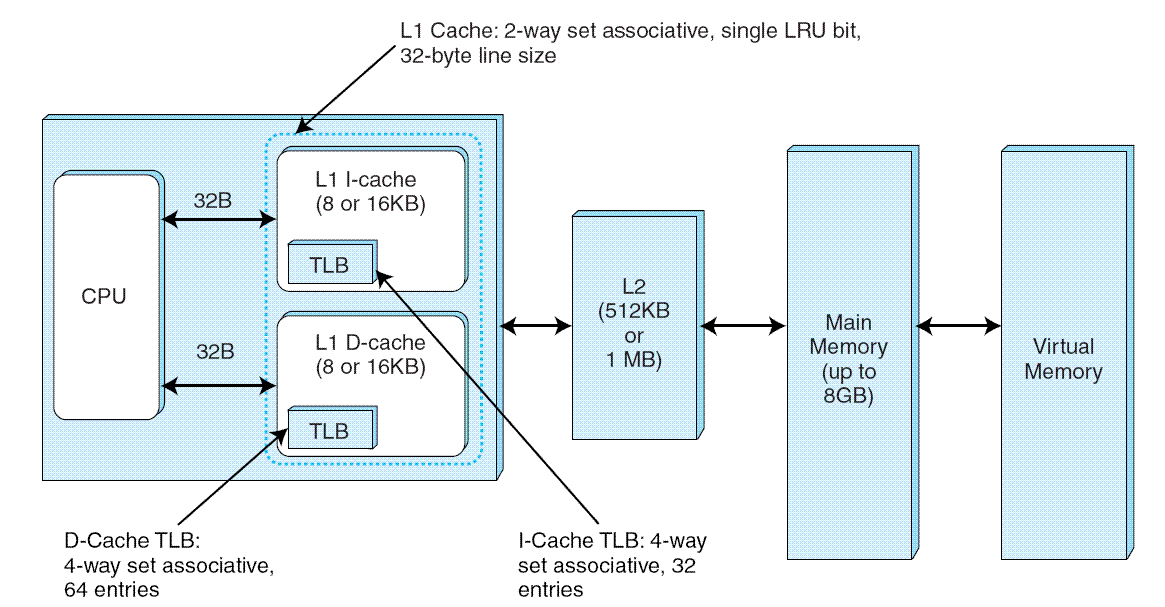 L1 Cache: 2-way set associative, single LRU bit,
32-byte line size
L1 I-cache
(8 or 16KB)
32B
TLB
CPU
L1 D-cache
(8 or 16KB)
32B
TLB
L2
(512KB
or
1 MB)
Main
Memory
(up to
8GB)
Virtual
Memory
D-Cache TLB:
4-way set associative,
64 entries
I-Cache TLB: 4-way
set associative, 32
entries